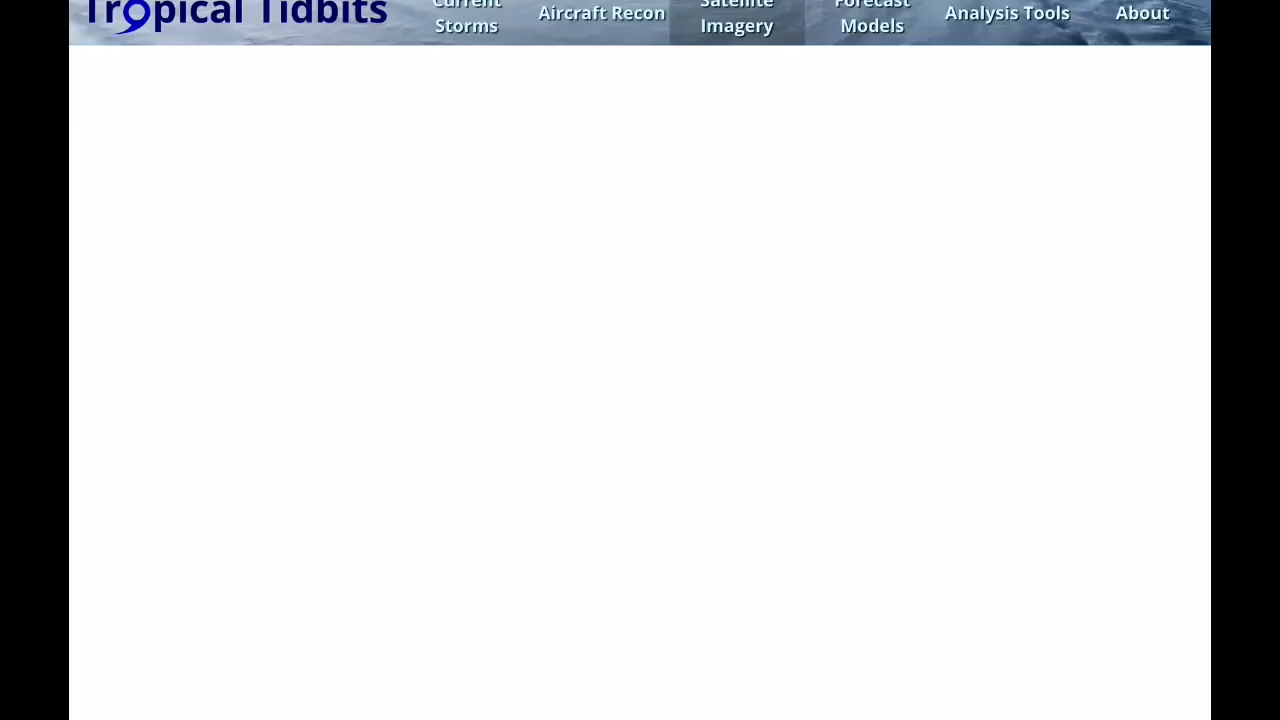 Tropical Tidbits
Current
Storms
Aircraft Recon
Satellite
Imagery
Forecast
Models
Analysis Tools
About